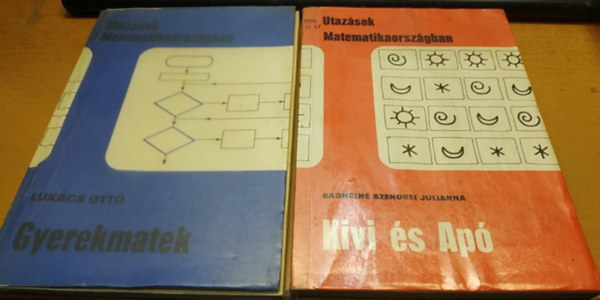 Utazások
Matematikaországban
LUKÁCS OTTÓ
Gyerekmatek
Utazások
Matematikaországban
RADNAINÉ SZENDREI JULIANNA
Kivi és Apó